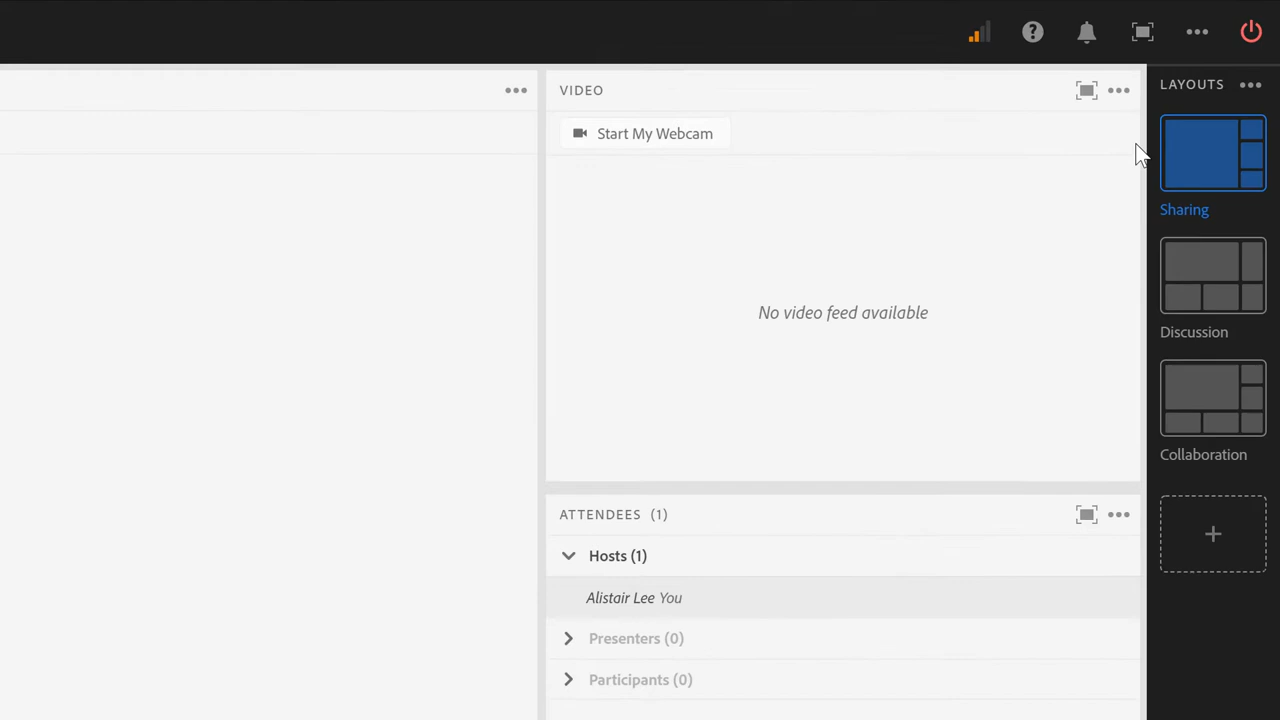 VIDEO
Start My Webcam
No video feed available
ATTENDEES (1)
Hosts (1)
Alistair Lee You
Presenters (0)
Participants (0)
LAYOUTS
Sharing
Discussion
Collaboration